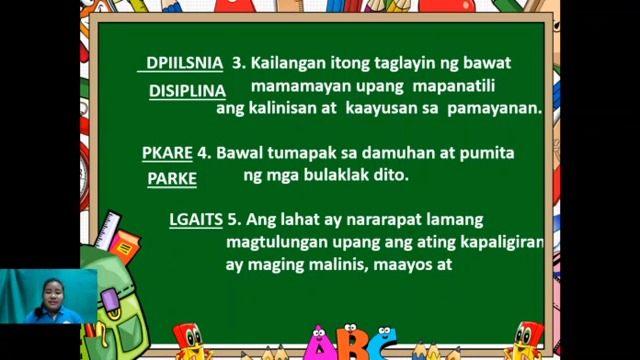 DPIILSNIA 3. Kailangan itong taglayin ng bawat
DISIPLINA mamamayan upang mapanatili
ang kalinisan at kaayusan sa pamayanan.
PKARE 4. Bawal tumapak sa damuhan at pumita
PARKE ng mga bulaklak dito.
LGAITS 5. Ang lahat ay nararapat lamang
magtulungan upang ang ating kapaligiran
ay maging malinis, maayos at
ABC